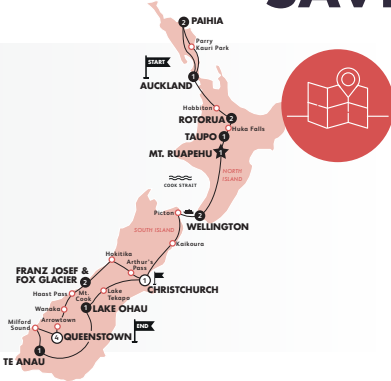 SAVE
2 PAIHIA
Parry
Kauri Park
START
1
AUCKLAND
Hobbiton
ROTORUA 2
Huka Falls
TAUPO 1
MT. RUAPEHU 1
NORTH
ISLAND
COOK STRAIT
Picton
2
WELLINGTON
SOUTH ISLAND
Kaikoura
Hokitika
Arthur's
Pass
FRANZ JOSEF &
FOX GLACIER 2
1
CHRISTCHURCH
Haast Pass
Mt.
Cook
Lake
Tekapo
1 LAKE OHAU
Wanaka
Arrowtown
Milford
Sound
4 QUEENSTOWN
END
1
TE ANAU